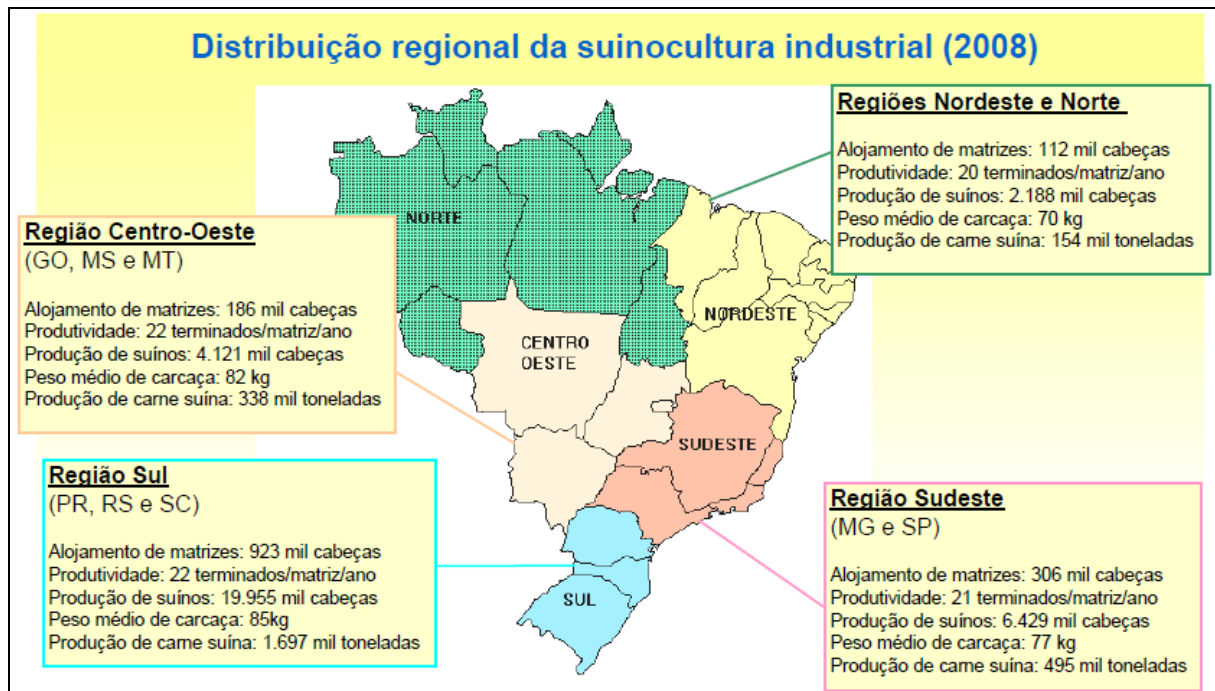 Distribuição regional da suinocultura industrial (2008)
Regiões Nordeste e Norte
Alojamento de matrizes: 112 mil cabeças
Produtividade: 20 terminados/matriz/ano
Produção de suínos: 2.188 mil cabeças
Peso médio de carcaça: 70 kg
Produção de carne suína: 154 mil toneladas
Região Centro-Oeste
(GO, MS e MT)
Alojamento de matrizes: 186 mil cabeças
Produtividade: 22 terminados/matriz/ano
Produção de suínos: 4.121 mil cabeças
Peso médio de carcaça: 82 kg
Produção de carne suína: 338 mil toneladas
NORTE
NORDESTE
CENTRO
OESTE
SUDESTE
SUL
Região Sul
(PR, RS e SC)
Alojamento de matrizes: 923 mil cabeças
Produtividade: 22 terminados/matriz/ano
Produção de suínos: 19.955 mil cabeças
Peso médio de carcaça: 85kg
Produção de carne suína: 1.697 mil toneladas
Região Sudeste
(MG e SP)
Alojamento de matrizes: 306 mil cabeças
Produtividade: 21 terminados/matriz/ano
Produção de suínos: 6.429 mil cabeças
Peso médio de carcaça: 77 kg
Produção de carne suína: 495 mil toneladas